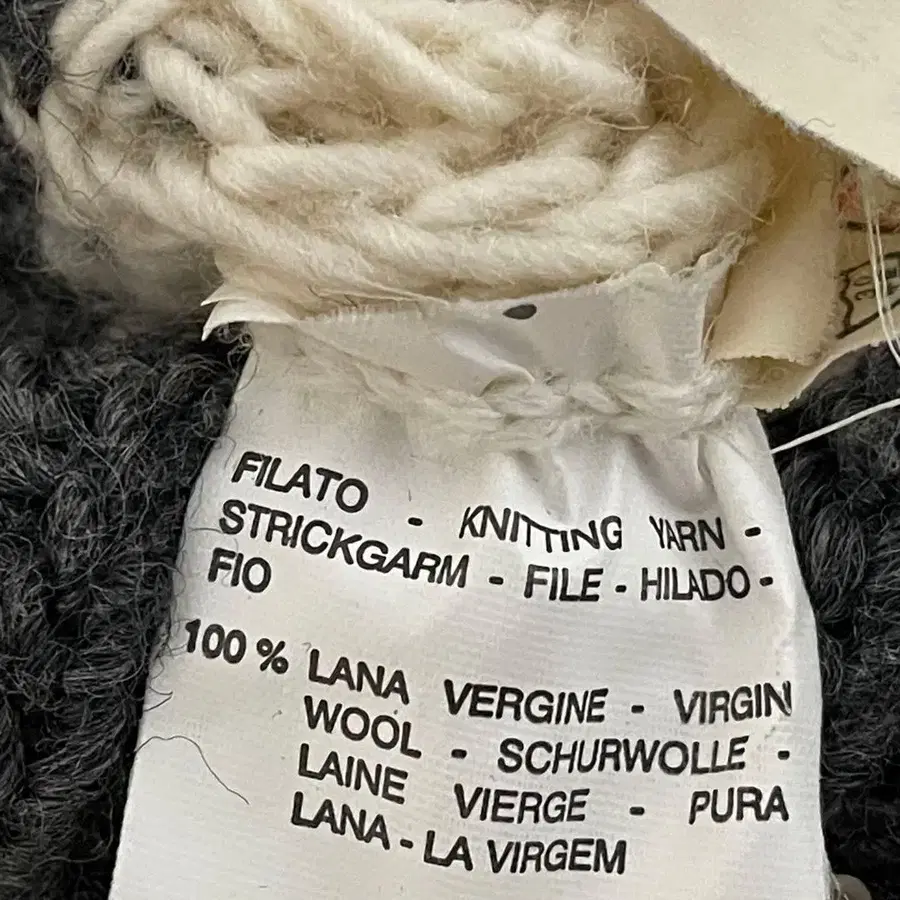 FILATO - KNITTING YARN -
STRICKGARM - FILE - HILADO -
FIO
100 % LANA VERGINE - VIRGIN
WOOL - SCHURWOLLE -
LAINE VIERGE - PURA
LANA - LA VIRGEM